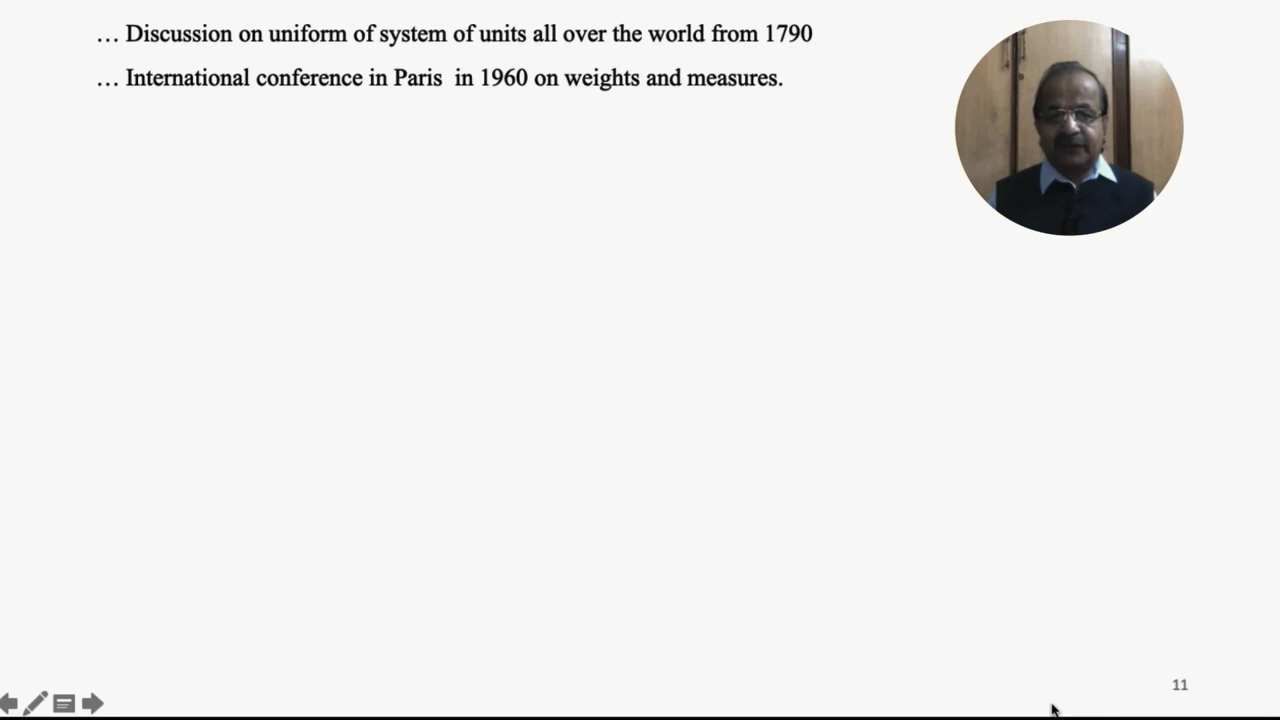 … Discussion on uniform of system of units all over the world from 1790
… International conference in Paris  in 1960 on weights and measures.
11